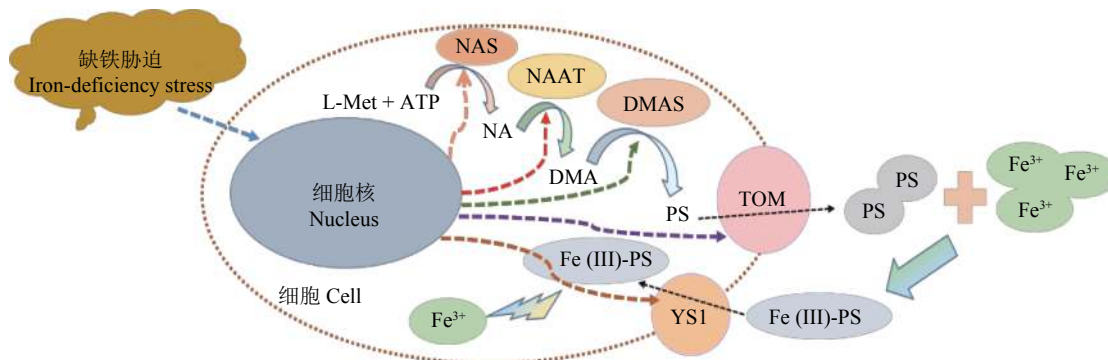 缺铁胁迫
Iron-deficiency stress
NAS
NAAT
DMAS
L-Met + ATP
NA
DMA
PS
TOM
PS
PS
Fe³⁺
Fe³⁺
Fe³⁺
细胞核
Nucleus
Fe (III)-PS
细胞 Cell
Fe³⁺
YS1
Fe (III)-PS